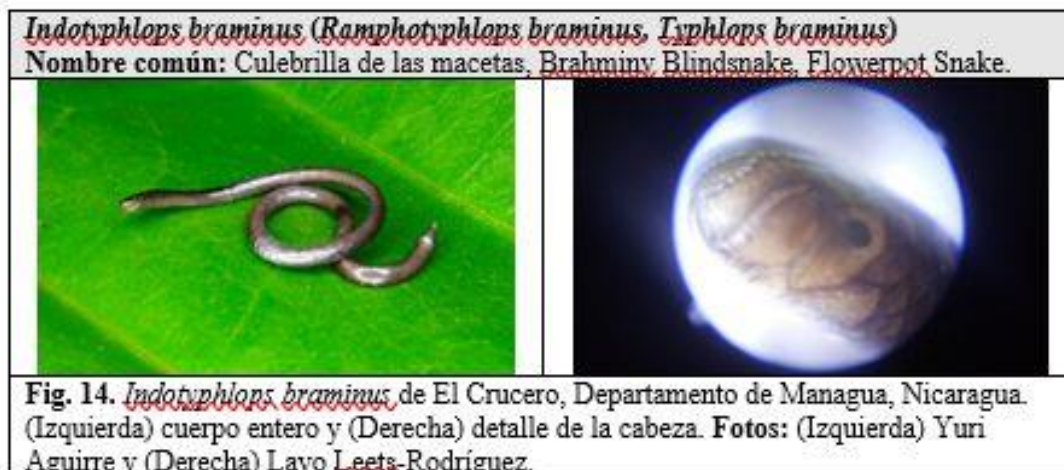 Indotyphlops braminus (Ramphotyphlops braminus, Typhlops braminus)
Nombre común: Culebrilla de las macetas, Brahminy Blindsnake, Flowerpot Snake.
Fig. 14. Indotyphlops braminus de El Crucero, Departamento de Managua, Nicaragua.
(Izquierda) cuerpo entero y (Derecha) detalle de la cabeza. Fotos: (Izquierda) Yuri
Aguirre y (Derecha) Layo Leets-Rodríguez.